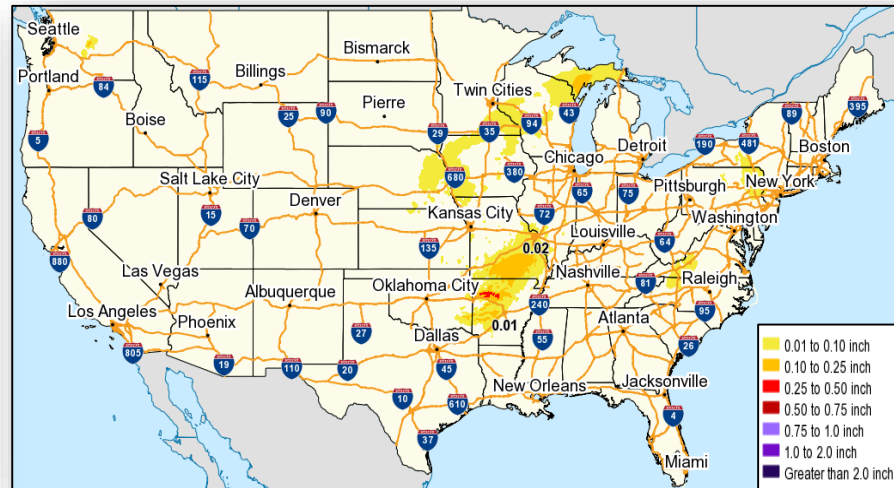 Seattle
Bismarck
Portland
Billings
Twin Cities
115
84
Pierre
43
395
25
90
94
89
Boise
29
35
5
Detroit
190
481
Boston
Chicago
680
380
Salt Lake City
65
75
Pittsburgh
New York
Denver
15
Kansas City
72
80
Washington
70
Louisville
64
135
0.02
880
Las Vegas
Nashville
81
Raleigh
Oklahoma City
Albuquerque
240
95
Los Angeles
0.01
Atlanta
Phoenix
27
Dallas
55
26
805
19
110
20
45
Jacksonville
New Orleans
10
610
4
37
Miami
0.01 to 0.10 inch
0.10 to 0.25 inch
0.25 to 0.50 inch
0.50 to 0.75 inch
0.75 to 1.0 inch
1.0 to 2.0 inch
Greater than 2.0 inch